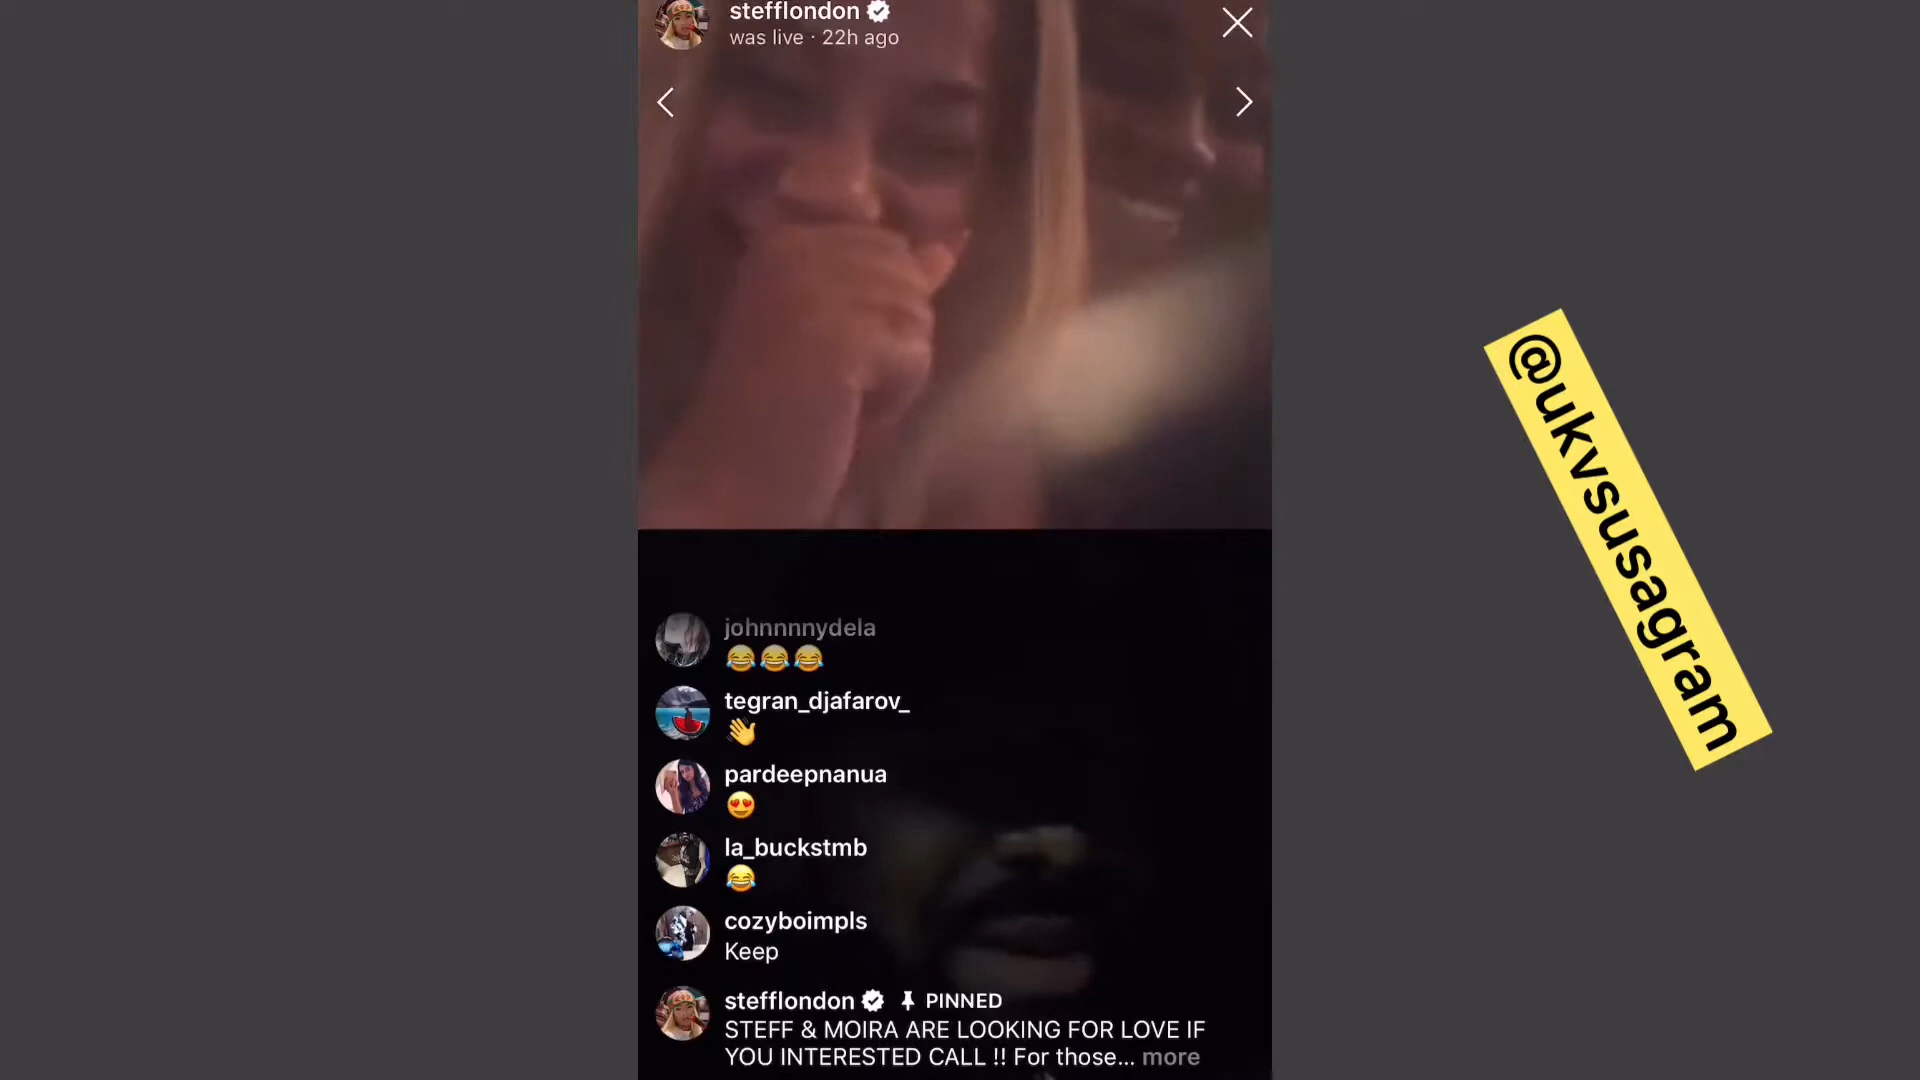 stefflondon
was live · 22h ago
johnnnnydela
😂😂😂
tegran_djafarov_
👋
pardeepnanua
😍
la_buckstmb
😂
cozyboimpls
Keep
stefflondon PINNED
STEFF & MOIRA ARE LOOKING FOR LOVE IF
YOU INTERESTED CALL !! For those... more
@ukvsusagram